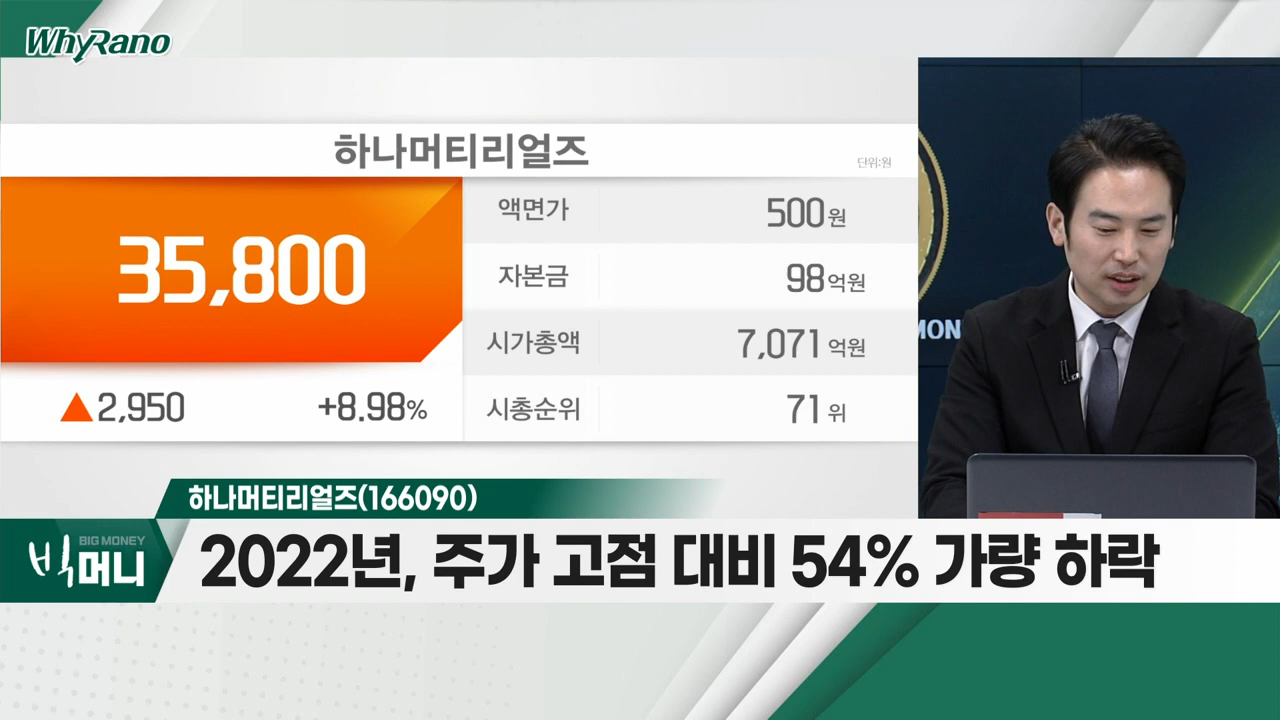 WhyRano
하나머티리얼즈
단위:원
35,800
▲2,950 +8.98%
액면가 500원
자본금 98억원
시가총액 7,071억원
시총순위 71위
MON
하나머티리얼즈(166090)
BIG MONEY
빅머니
2022년, 주가 고점 대비 54% 가량 하락